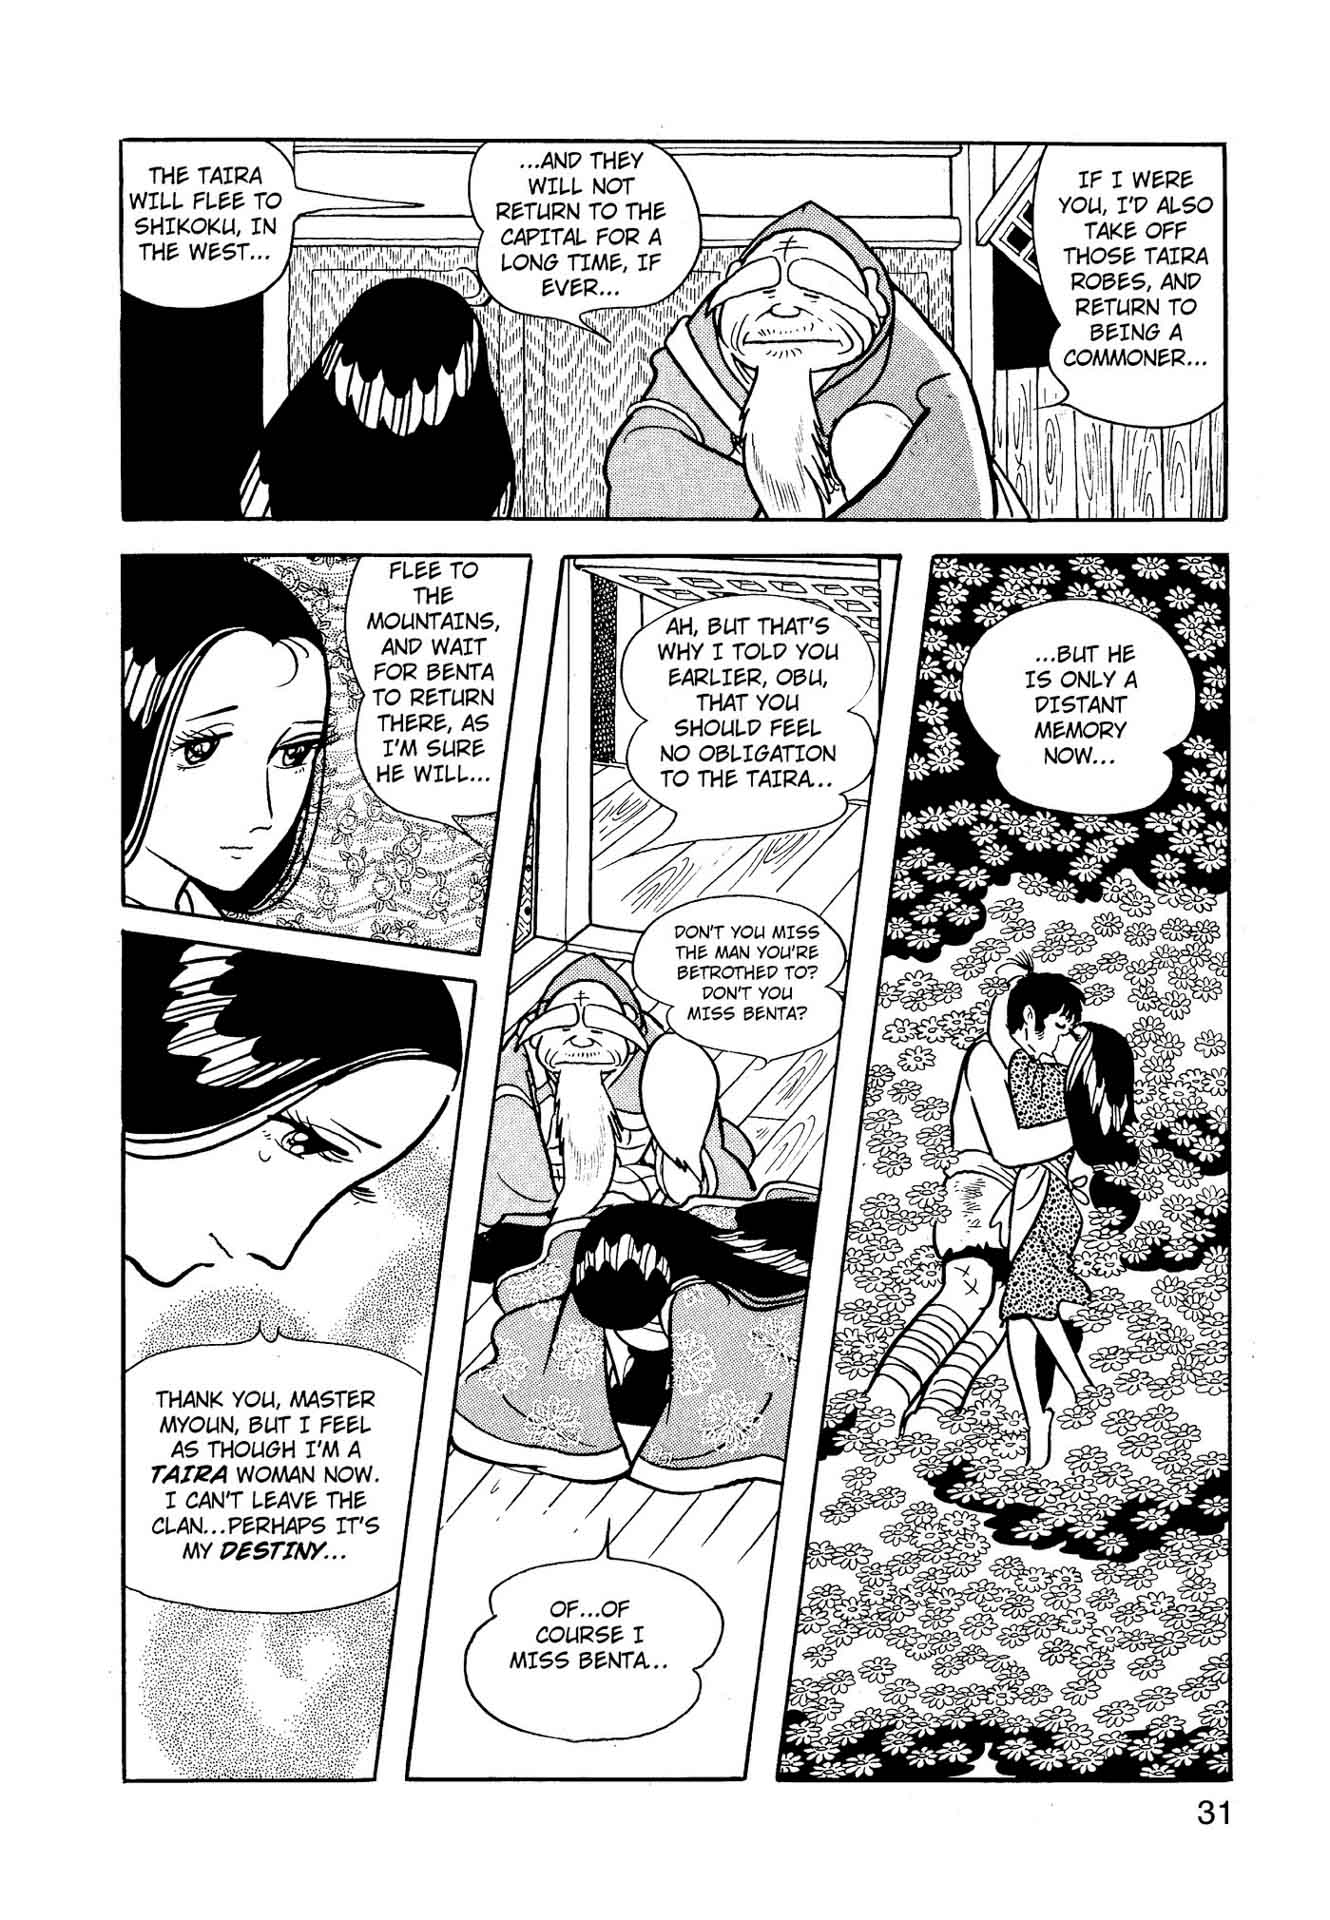 THE TAIRA
WILL FLEE TO
SHIKOKU, IN
THE WEST...
...AND THEY
WILL NOT
RETURN TO THE
CAPITAL FOR A
LONG TIME, IF
EVER...
IF I WERE
YOU, I'D ALSO
TAKE OFF
THOSE TAIRA
ROBES, AND
RETURN TO
BEING A
COMMONER...
FLEE TO
THE
MOUNTAINS,
AND WAIT
FOR BENTA
TO RETURN
THERE, AS
I'M SURE
HE WILL...
THANK YOU, MASTER
MYOUN, BUT I FEEL
AS THOUGH I'M A
TAIRA WOMAN NOW.
I CAN'T LEAVE THE
CLAN...PERHAPS IT'S
MY DESTINY...
AH, BUT THAT'S
WHY I TOLD YOU
EARLIER, OBU,
THAT YOU
SHOULD FEEL
NO OBLIGATION
TO THE TAIRA...
DON'T YOU MISS
THE MAN YOU'RE
BETROTHED TO?
DON'T YOU
MISS BENTA?
OF...OF
COURSE I
MISS BENTA...
...BUT HE
IS ONLY A
DISTANT
MEMORY
NOW...
31